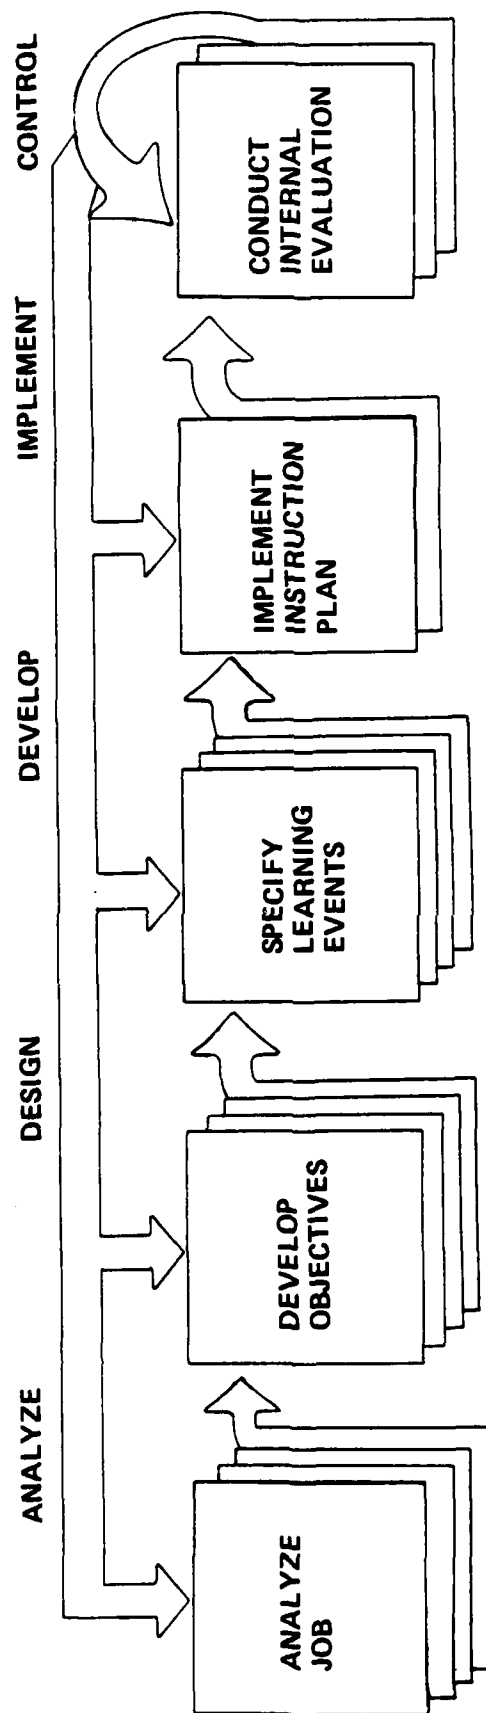 ANALYZE
DESIGN
DEVELOP
IMPLEMENT
CONTROL
ANALYZE
JOB
DEVELOP
OBJECTIVES
SPECIFY
LEARNING
EVENTS
IMPLEMENT
INSTRUCTION
PLAN
CONDUCT
INTERNAL
EVALUATION